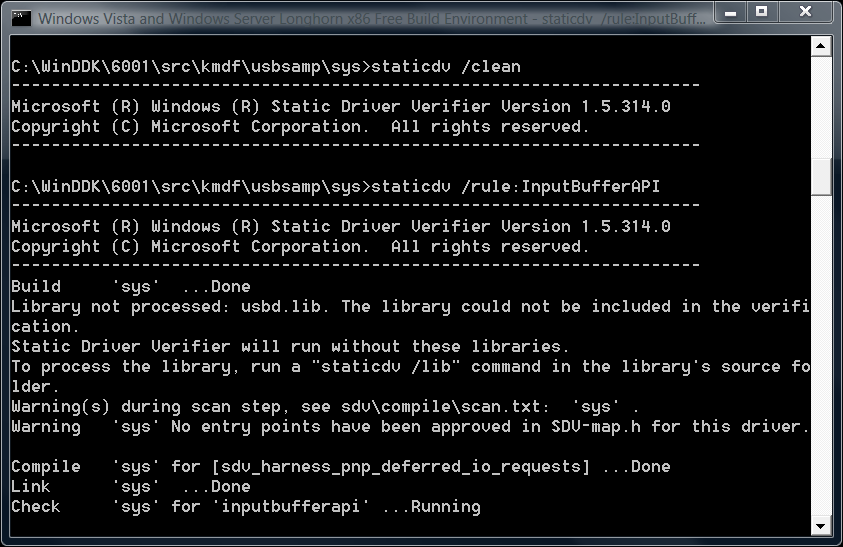 Windows Vista and Windows Server Longhorn x86 Free Build Environment - staticdv /rule:InputBuff...
C:\WinDDK\6001\src\kmdf\usbsamp\sys>staticdv /clean
---------------------------------------------------------------------
Microsoft (R) Windows (R) Static Driver Verifier Version 1.5.314.0
Copyright (C) Microsoft Corporation.  All rights reserved.
---------------------------------------------------------------------
C:\WinDDK\6001\src\kmdf\usbsamp\sys>staticdv /rule:InputBufferAPI
---------------------------------------------------------------------
Microsoft (R) Windows (R) Static Driver Verifier Version 1.5.314.0
Copyright (C) Microsoft Corporation.  All rights reserved.
---------------------------------------------------------------------
Build     'sys'  ...Done
Library not processed: usbd.lib. The library could not be included in the verifi
cation.
Static Driver Verifier will run without these libraries.
To process the library, run a "staticdv /lib" command in the library's source fo
lder.
Warning(s) during scan step, see sdv\compile\scan.txt:  'sys' .
Warning   'sys' No entry points have been approved in SDV-map.h for this driver.
Compile   'sys' for [sdv_harness_pnp_deferred_io_requests] ...Done
Link      'sys'  ...Done
Check     'sys' for 'inputbufferapi' ...Running